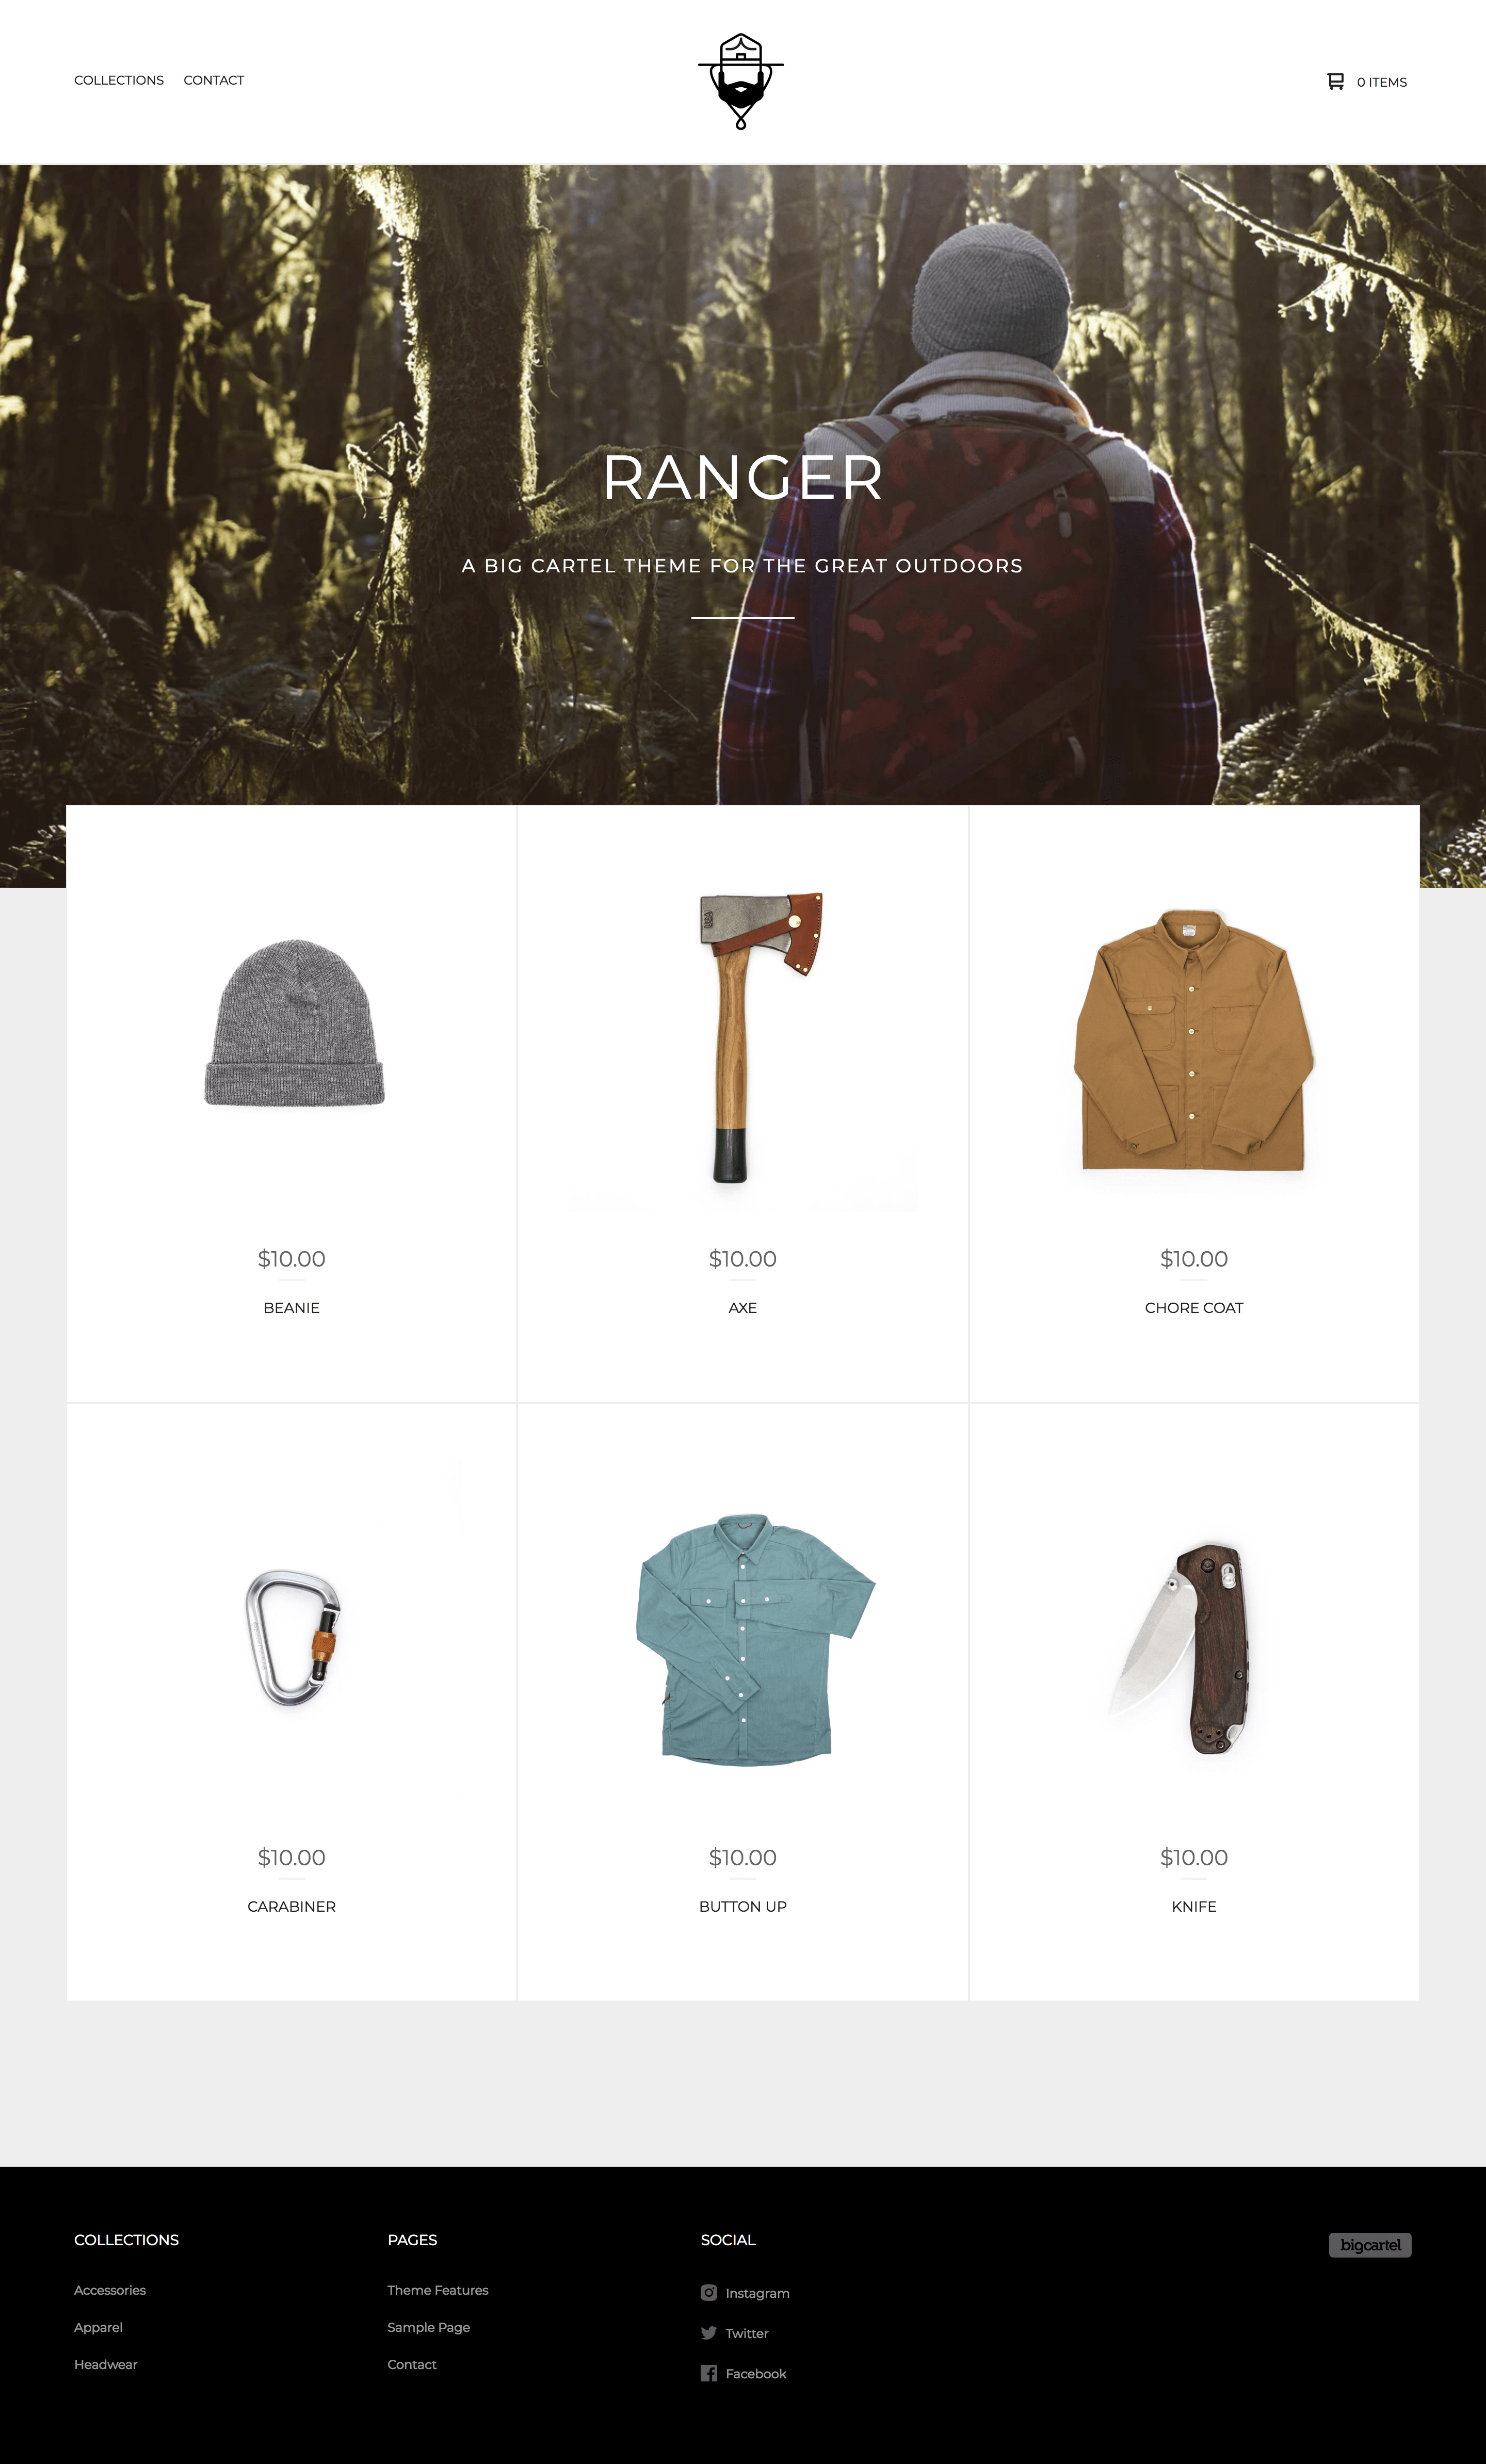 COLLECTIONS CONTACT
0 ITEMS
RANGER
A BIG CARTEL THEME FOR THE GREAT OUTDOORS
USA
$10.00
BEANIE
$10.00
AXE
$10.00
CHORE COAT
$10.00
CARABINER
$10.00
BUTTON UP
$10.00
KNIFE
COLLECTIONS
Accessories
Apparel
Headwear
PAGES
Theme Features
Sample Page
Contact
SOCIAL
Instagram
Twitter
Facebook
bigcartel